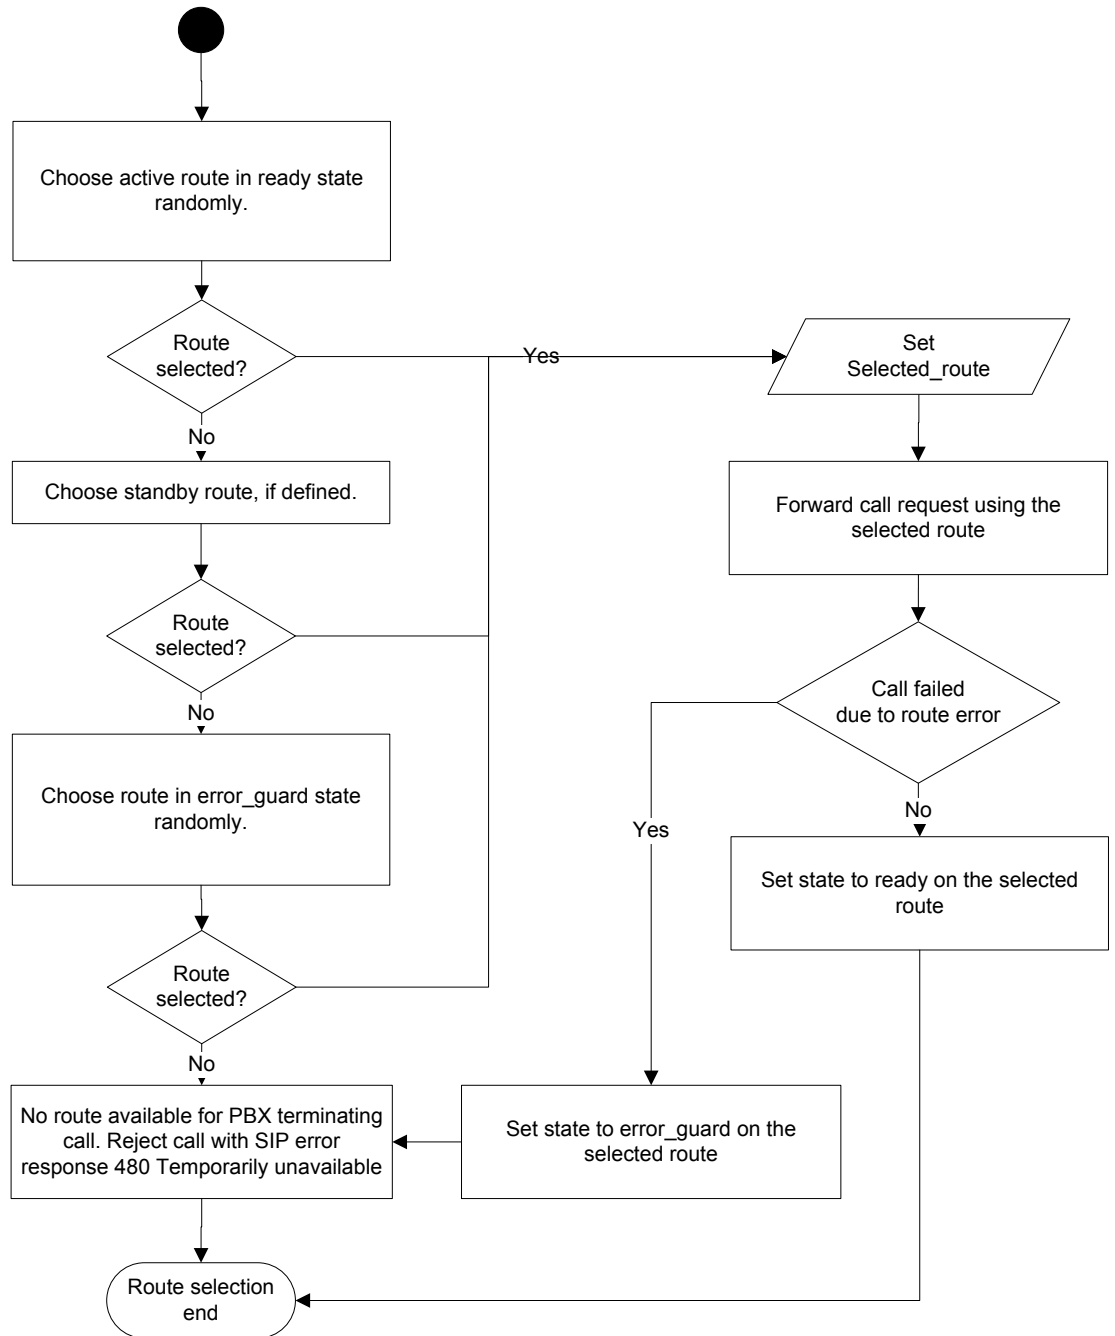 Choose active route in ready state
randomly.
Route
selected?
Yes
Set
Selected_route
No
Choose standby route, if defined.
Forward call request using the
selected route
Route
selected?
No
Call failed
due to route error
Choose route in error_guard state
randomly.
Yes
No
Set state to ready on the selected
route
Route
selected?
No
No route available for PBX terminating
call. Reject call with SIP error
response 480 Temporarily unavailable
Set state to error_guard on the
selected route
Route selection
end